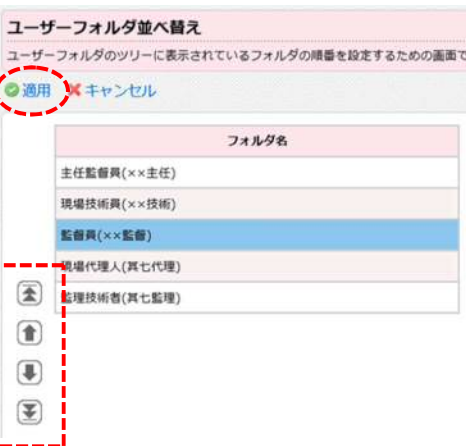 ユーザーフォルダ並べ替え
ユーザーフォルダのツリーに表示されているフォルダの順番を設定するための画面で
適用 キャンセル
フォルダ名
主任監督員(××主任)
現場技術員(××技術)
監督員(××監督)
現場代理人(其七代理)
監理技術者(其七監理)